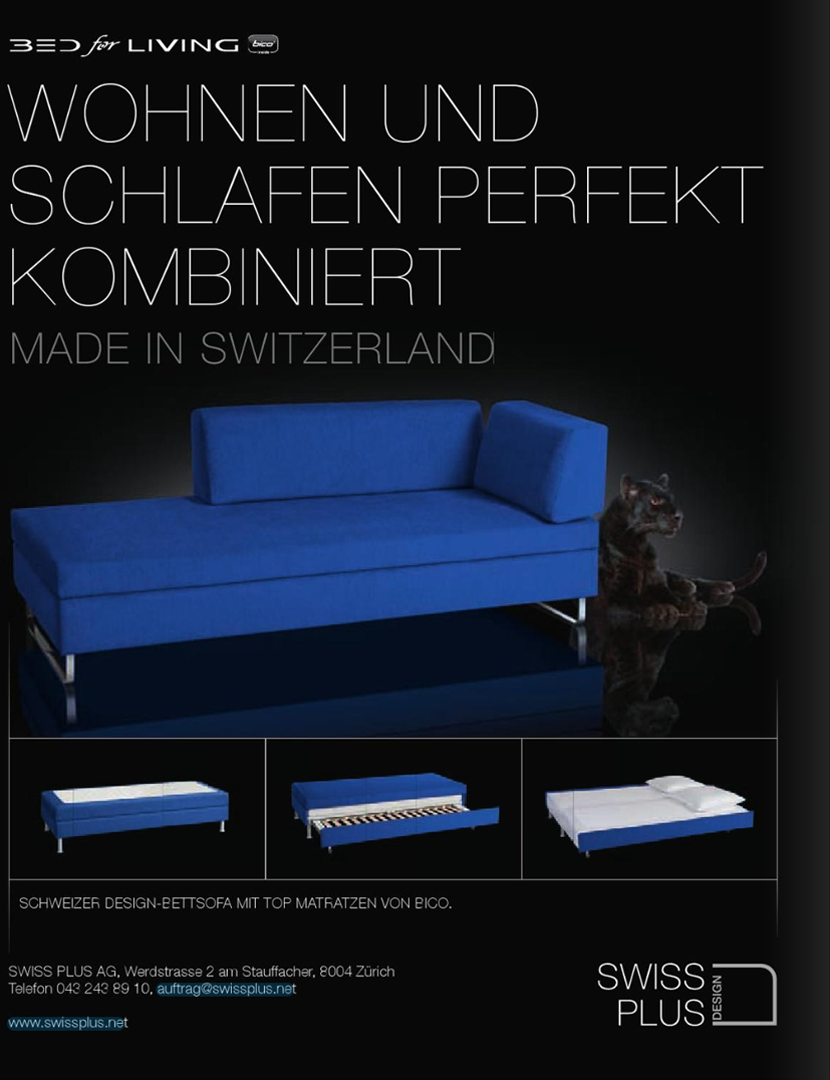 BED for LIVING bico
WOHNEN UND
SCHLAFEN PERFEKT
KOMBINIERT
MADE IN SWITZERLAND
SCHWEIZER DESIGN-BETTSOFA MIT TOP MATRATZEN VON BICO.
SWISS PLUS AG, Werdstrasse 2 am Stauffacher, 8004 Zürich
Telefon 043 243 89 10, auftrag@swissplus.net
www.swissplus.net
SWISS
PLUS
DESIGN